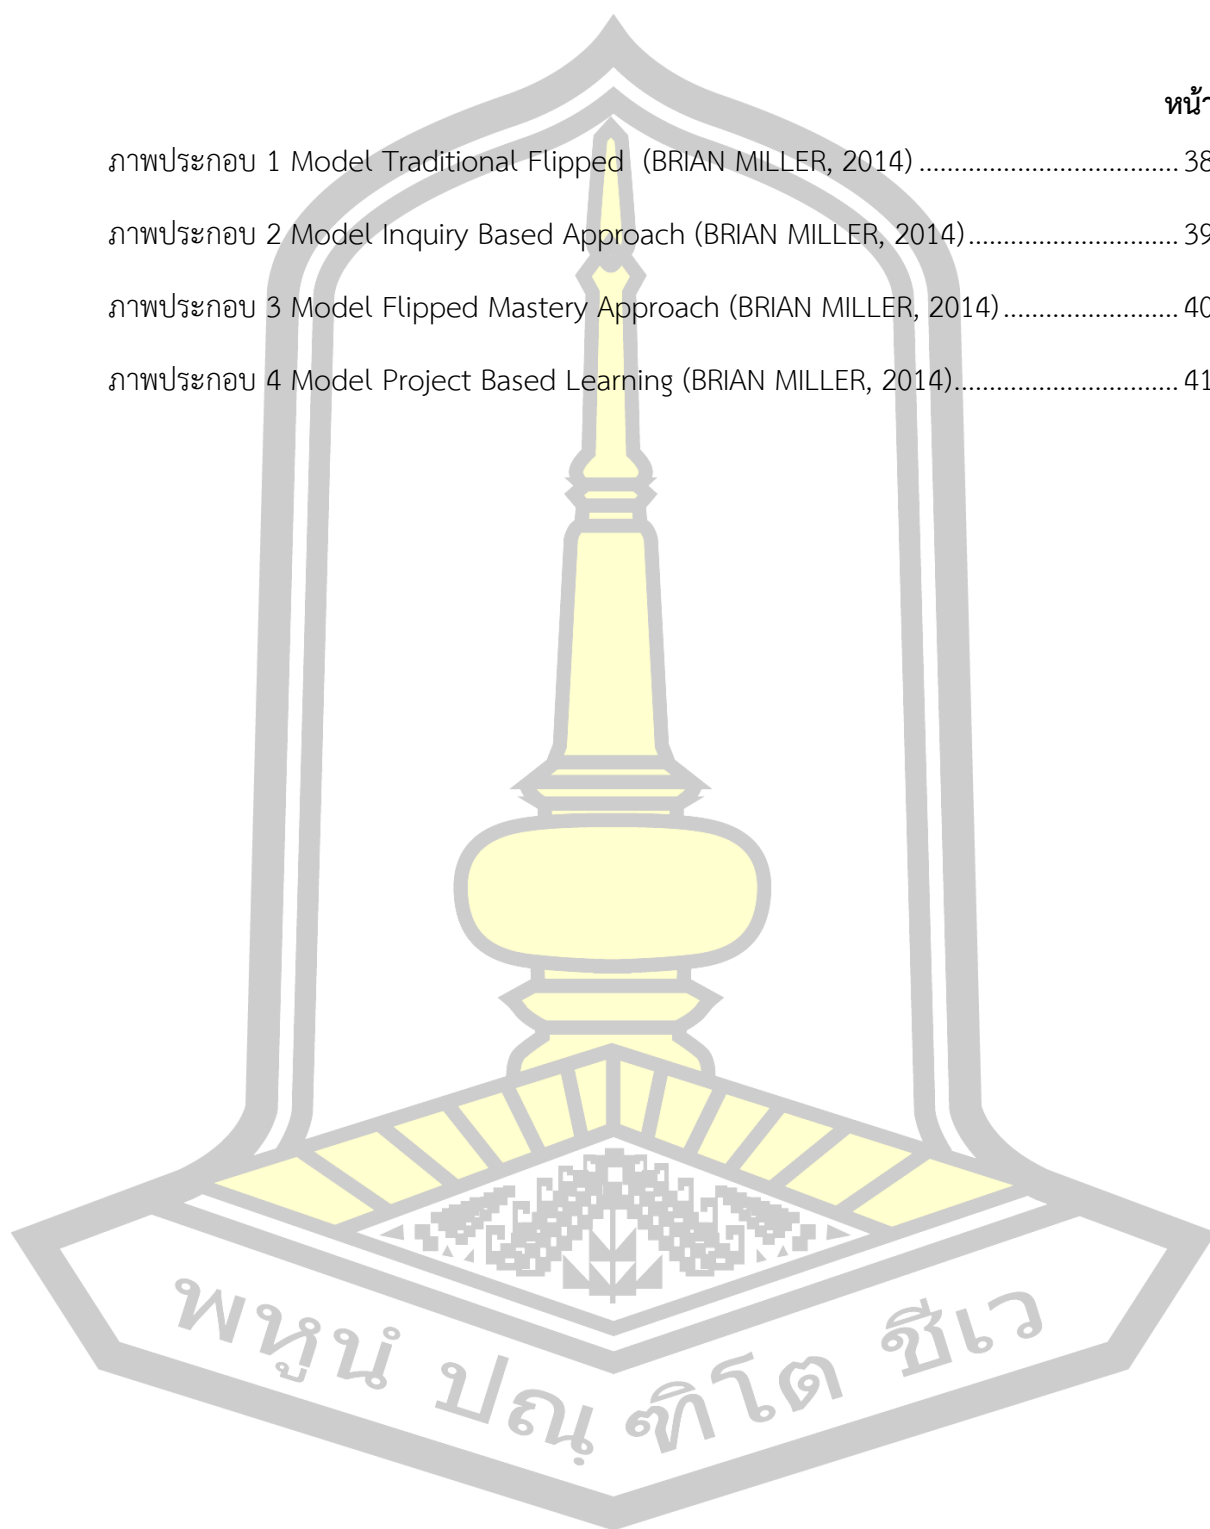 หน้า
ภาพประกอบ 1 Model Traditional Flipped (BRIAN MILLER, 2014) ..................................... 38
ภาพประกอบ 2 Model Inquiry Based Approach (BRIAN MILLER, 2014) .............................. 39
ภาพประกอบ 3 Model Flipped Mastery Approach (BRIAN MILLER, 2014) ......................... 40
ภาพประกอบ 4 Model Project Based Learning (BRIAN MILLER, 2014)................................ 41
พหูนํ ปณฺฑิโต ชีเว